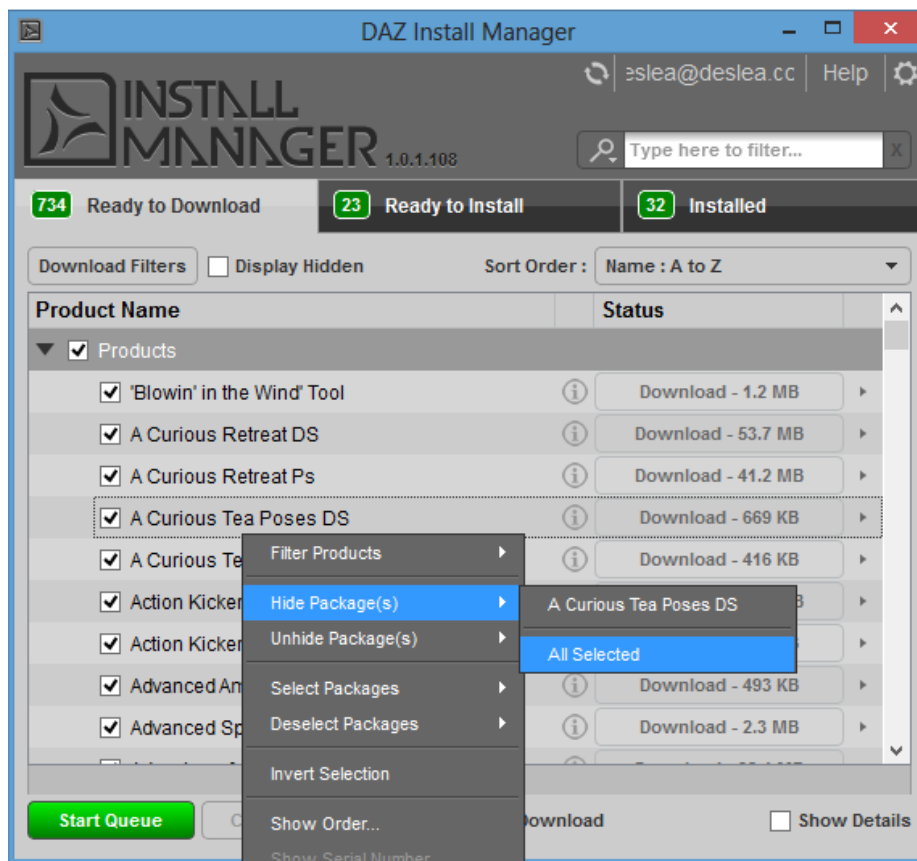 DAZ Install Manager
eslea@deslea.cc
Help
INSTALL
MANAGER 1.0.1.108
Type here to filter...
X
734 Ready to Download
23 Ready to Install
32 Installed
Download Filters
Display Hidden
Sort Order :
Name : A to Z
Product Name
Status
Products
'Blowin' in the Wind' Tool
Download - 1.2 MB
A Curious Retreat DS
Download - 53.7 MB
A Curious Retreat Ps
Download - 41.2 MB
A Curious Tea Poses DS
Download - 669 KB
A Curious Te
Download - 416 KB
Action Kicker
Action Kicker
Advanced Am
Download - 493 KB
Advanced Sp
Download - 2.3 MB
Filter Products
Hide Package(s)
Unhide Package(s)
Select Packages
Deselect Packages
Invert Selection
Show Order...
Show Serial Number
A Curious Tea Poses DS
All Selected
Start Queue
C
ownload
Show Details